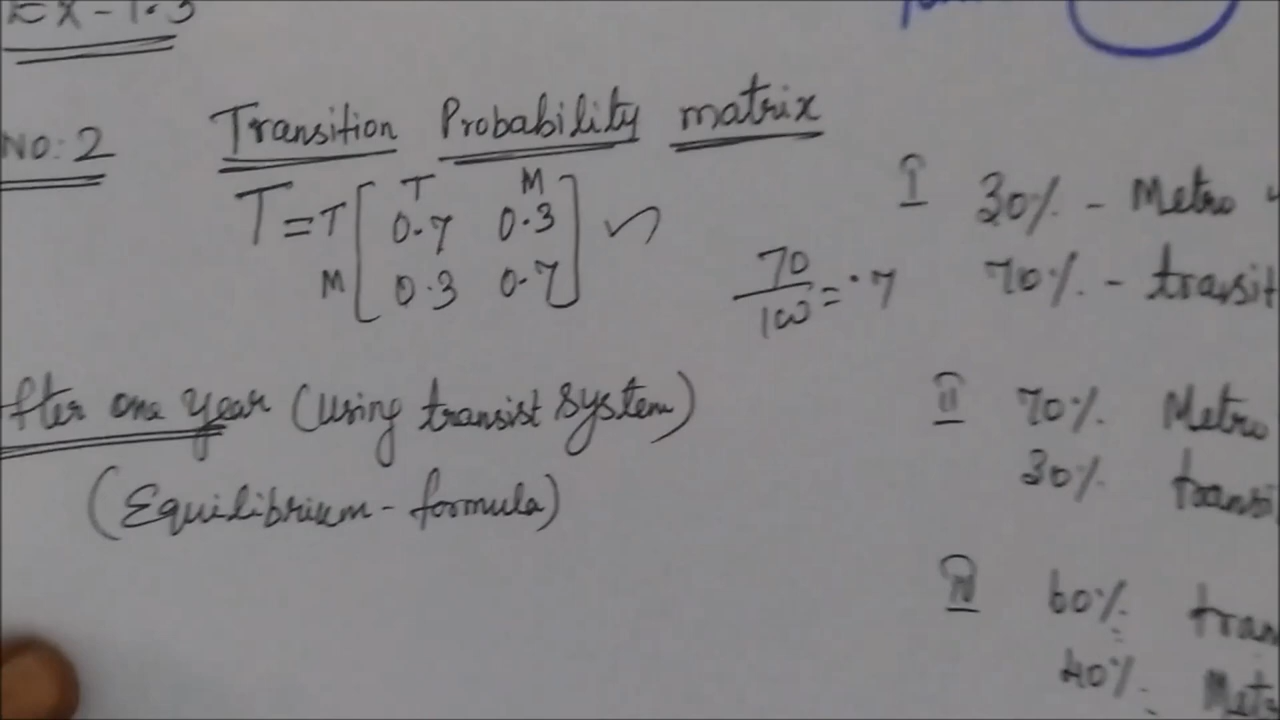 Ex-1.3
NO: 2 Transition Probability matrix
T M
T = T [ 0.7 0.3 ]
M [ 0.3 0.7 ]
70/100 = .7
I 30% - Metro
70% - transit
fter one year (using transist system)
(Equilibrium - formula)
II 70% Metro
30% transi
60% tran
40% Met